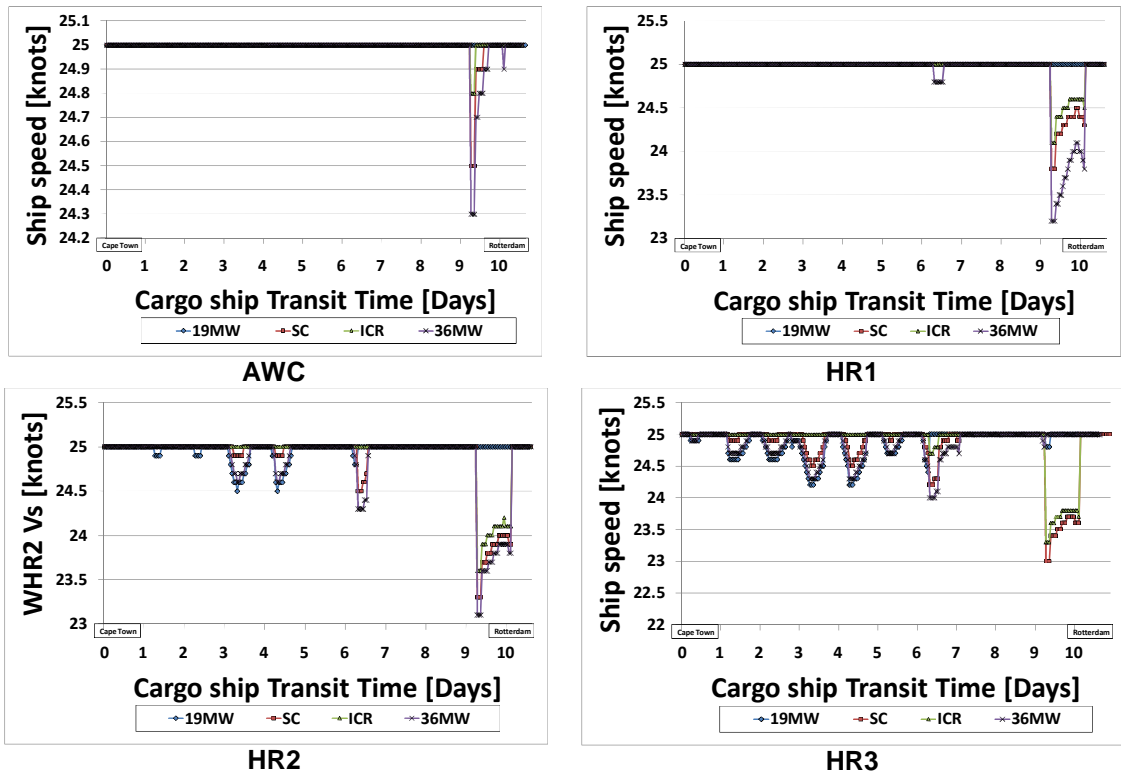 25.1
25
24.9
24.8
24.7
24.6
24.5
24.4
24.3
24.2
Ship speed [knots]
Cape Town
Rotterdam
0 1 2 3 4 5 6 7 8 9 10
Cargo ship Transit Time [Days]
19MW SC ICR 36MW
AWC
25.5
25
24.5
24
23.5
23
Ship speed [knots]
Cape Town
Rotterdam
0 1 2 3 4 5 6 7 8 9 10
Cargo ship Transit Time [Days]
19MW SC ICR 36MW
HR1
25.5
25
24.5
24
23.5
23
WHR2 Vs [knots]
Cape Town
Rotterdam
0 1 2 3 4 5 6 7 8 9 10
Cargo ship Transit Time [Days]
19MW SC ICR 36MW
HR2
25.5
25
24.5
24
23.5
23
22.5
22
Ship speed [knots]
Cape Town
Rotterdam
0 1 2 3 4 5 6 7 8 9 10
Cargo ship Transit Time [Days]
19MW SC ICR 36MW
HR3